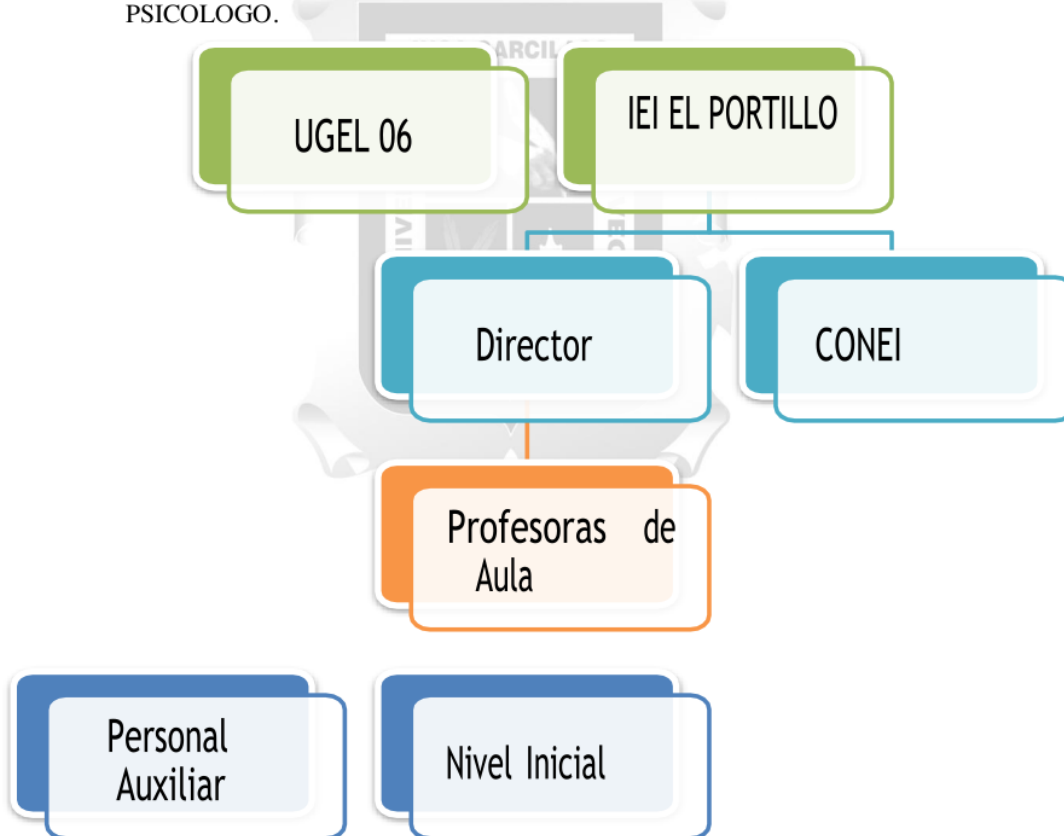 PSICOLOGO.
UGEL 06
IEI EL PORTILLO
Director
CONEI
Profesoras de
Aula
Personal
Auxiliar
Nivel Inicial